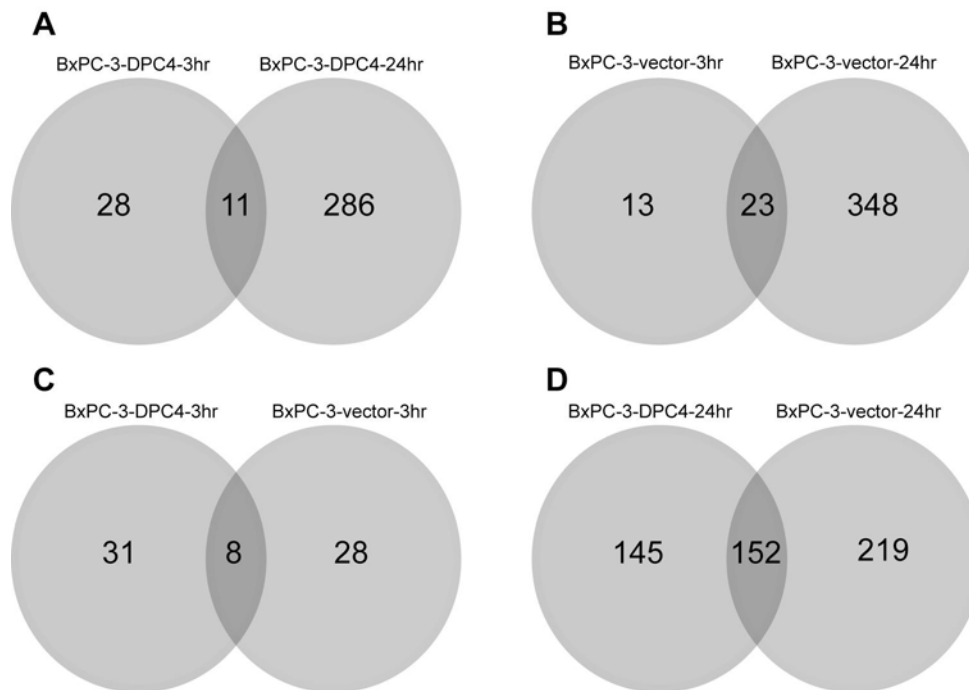 A
B
BxPC-3-DPC4-3hr BxPC-3-DPC4-24hr
BxPC-3-vector-3hr BxPC-3-vector-24hr
28 11 286
13 23 348
C
D
BxPC-3-DPC4-3hr BxPC-3-vector-3hr
BxPC-3-DPC4-24hr BxPC-3-vector-24hr
31 8 28
145 152 219